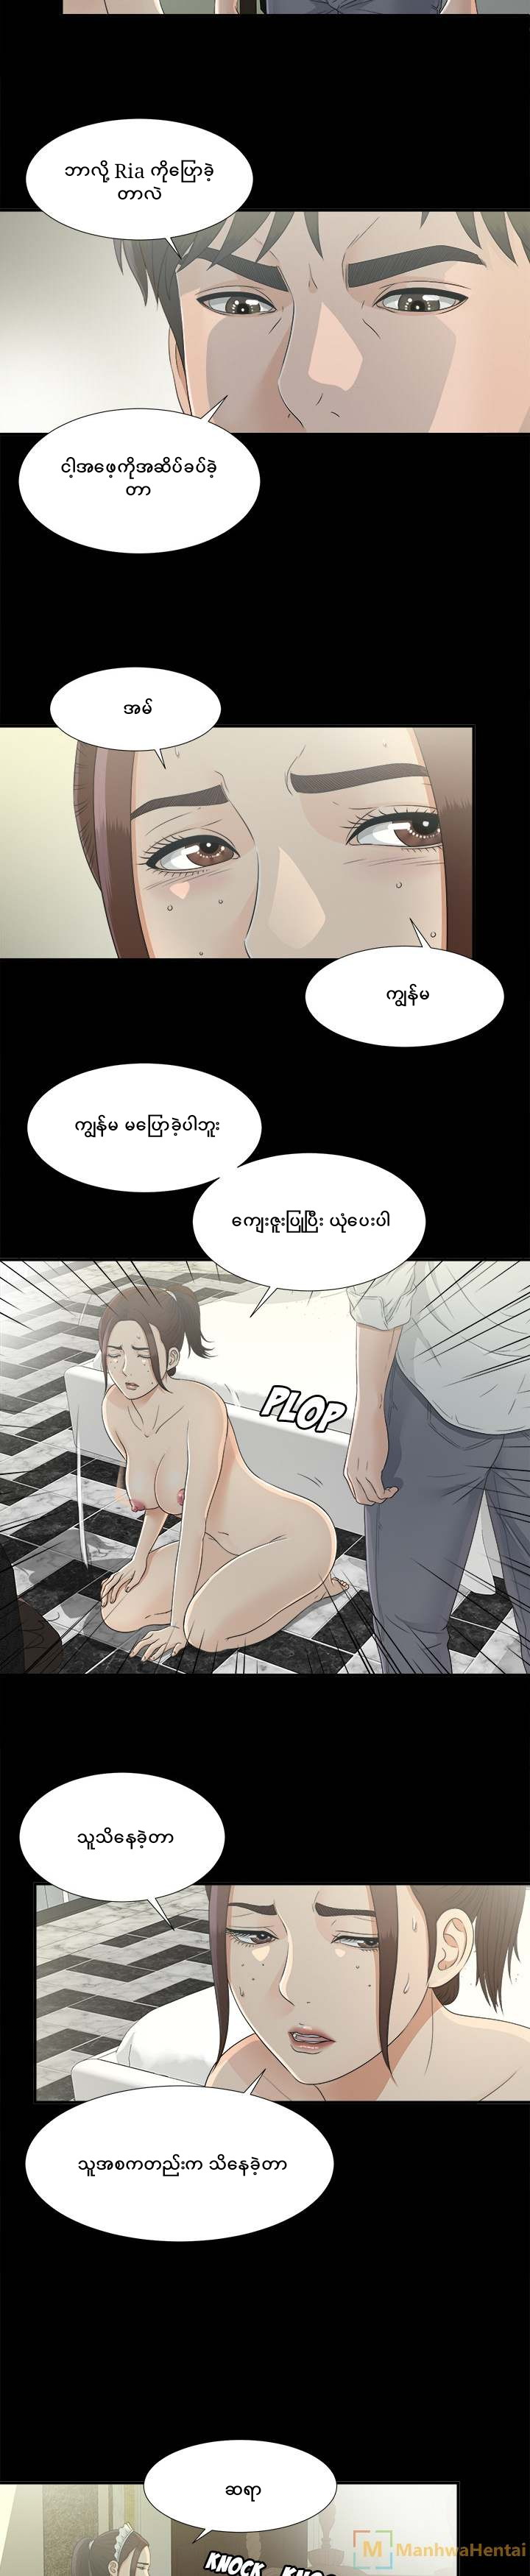 ဘာလို့ Ria ကိုပြောခဲ့
တာလဲ
ငါ့အဖေ့ကိုအဆိပ်ခပ်ခဲ့
တာ
အမ်
ကျွန်မ
ကျွန်မ မပြောခဲ့ပါဘူး
ကျေးဇူးပြုပြီး ယုံပေးပါ
PLOP
သူသိနေခဲ့တာ
သူအစကတည်းက သိနေခဲ့တာ
ဆရာ
KNOCK
ManhwaHentai